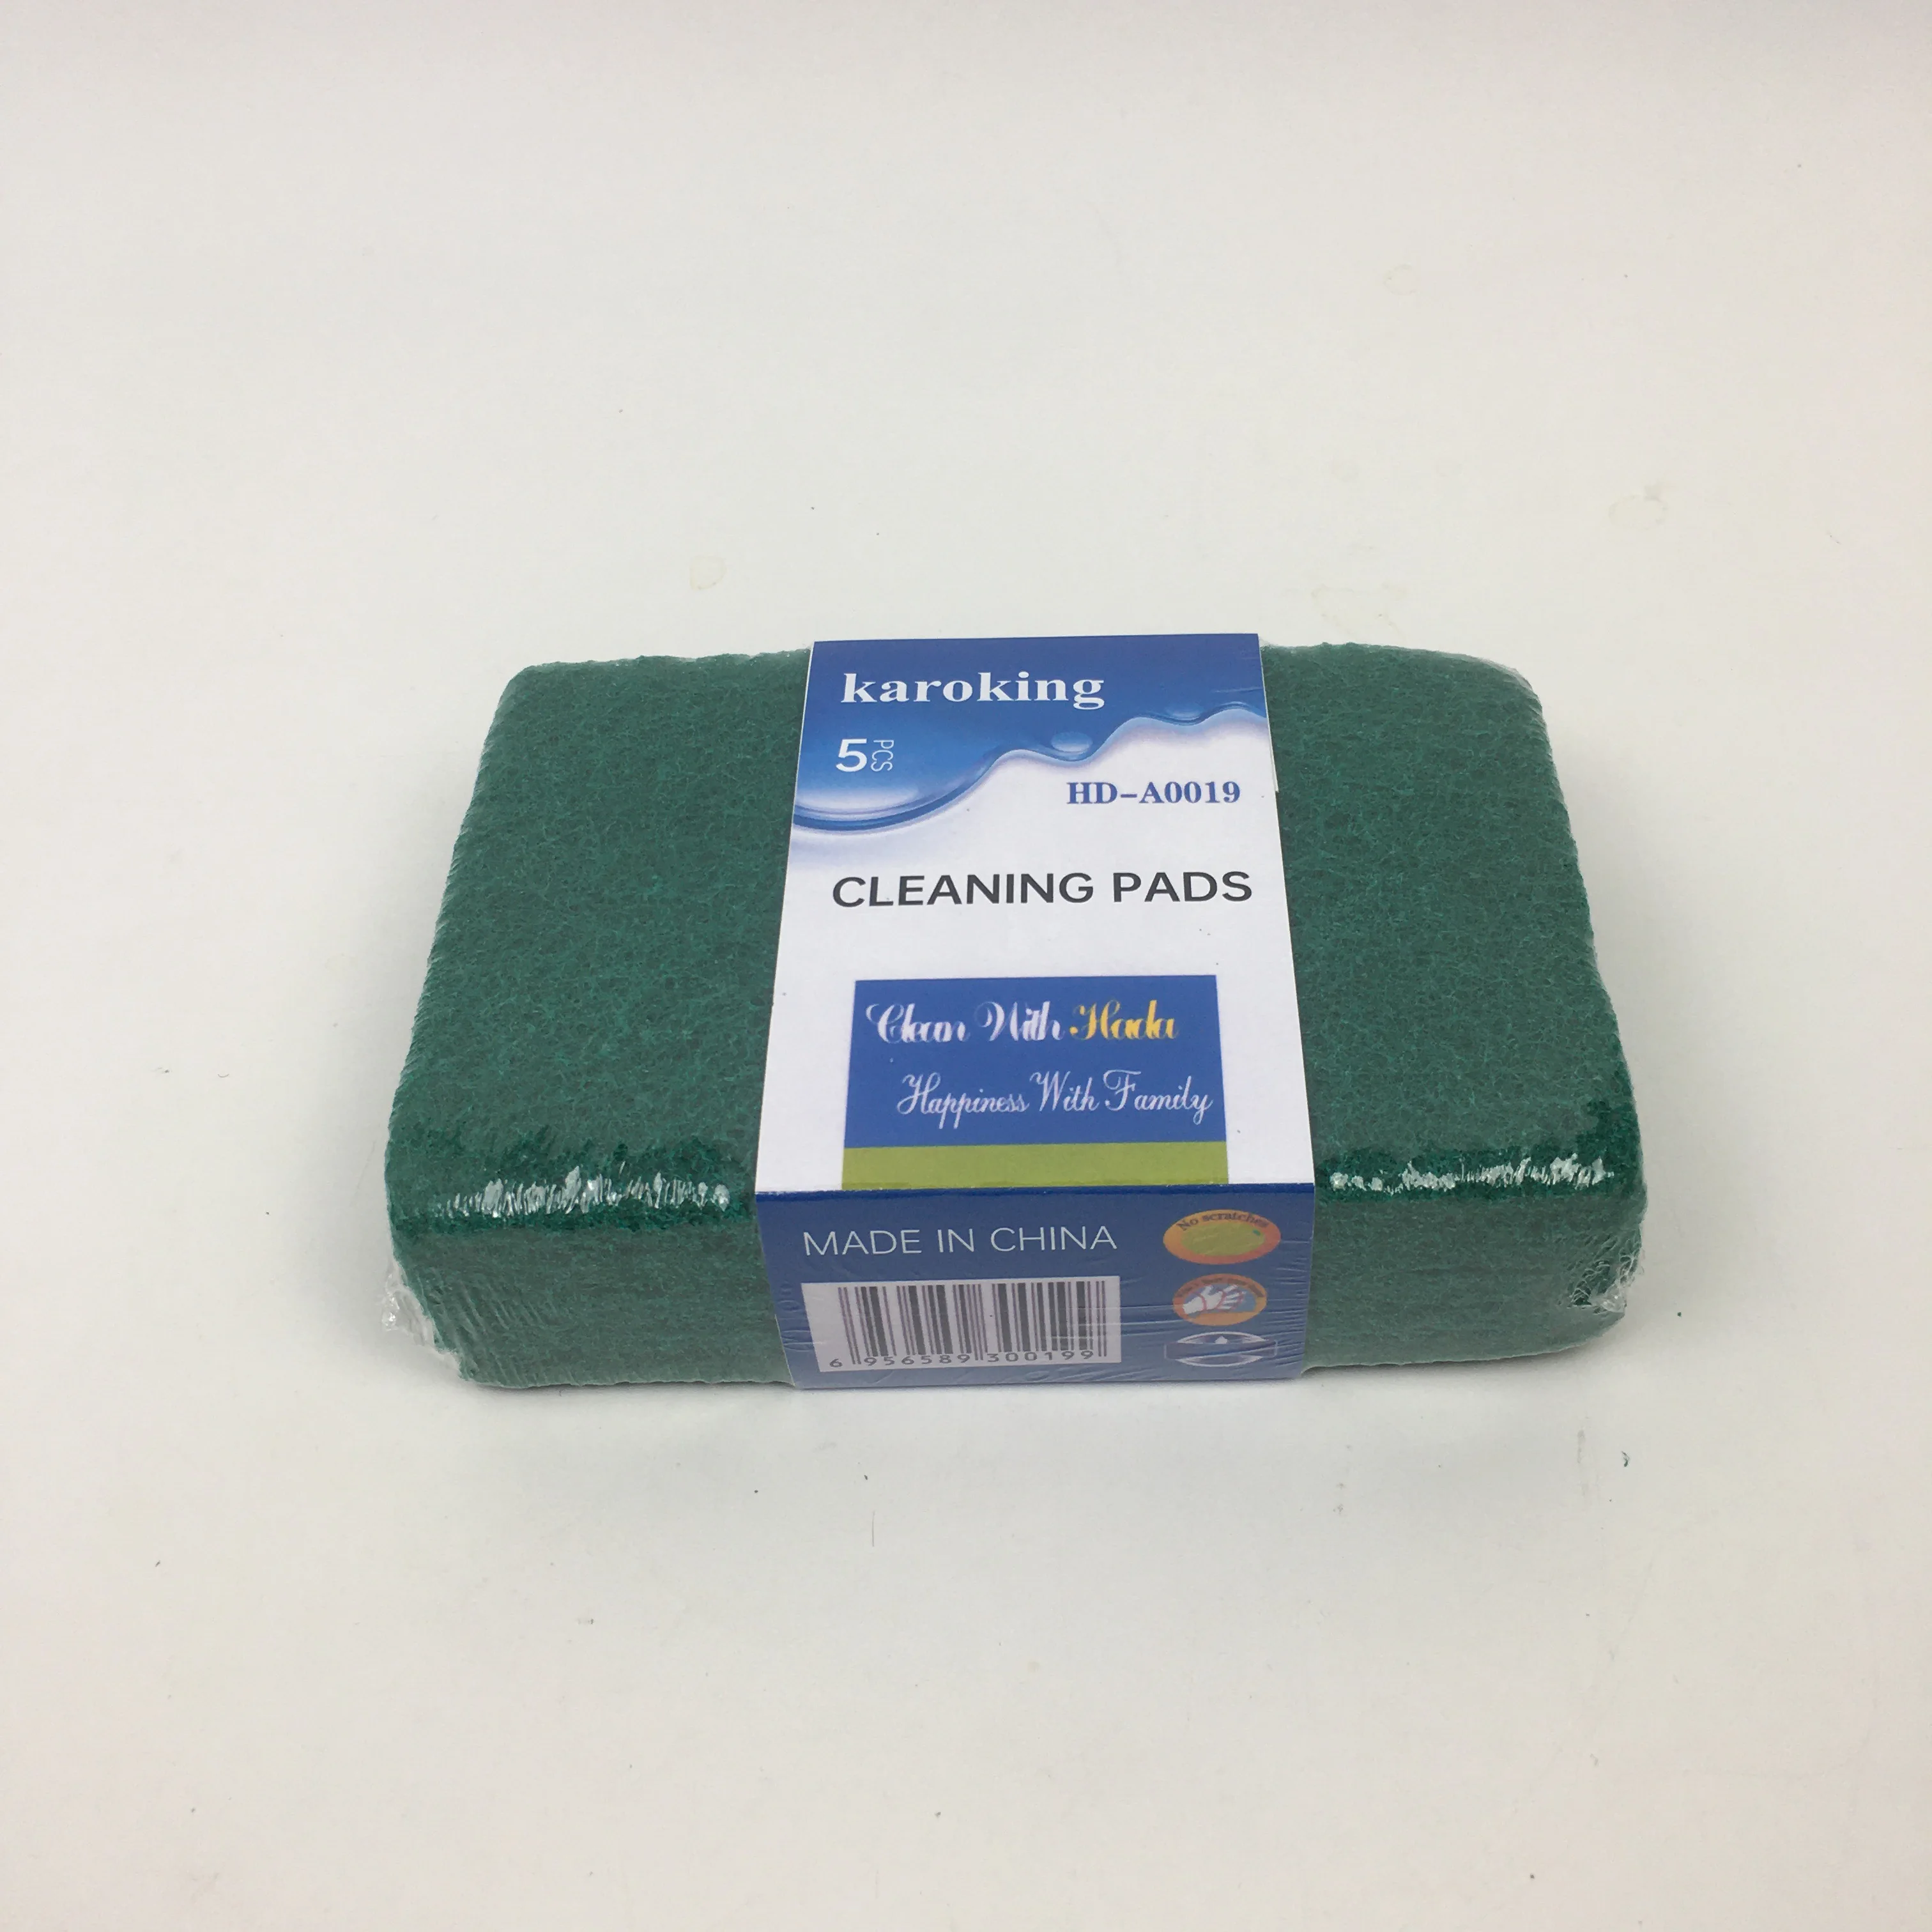 karoking
5 PCS
HD-A0019
CLEANING PADS
Clean With Hada
Happiness With Family
MADE IN CHINA
No scratches
6 956589 300199